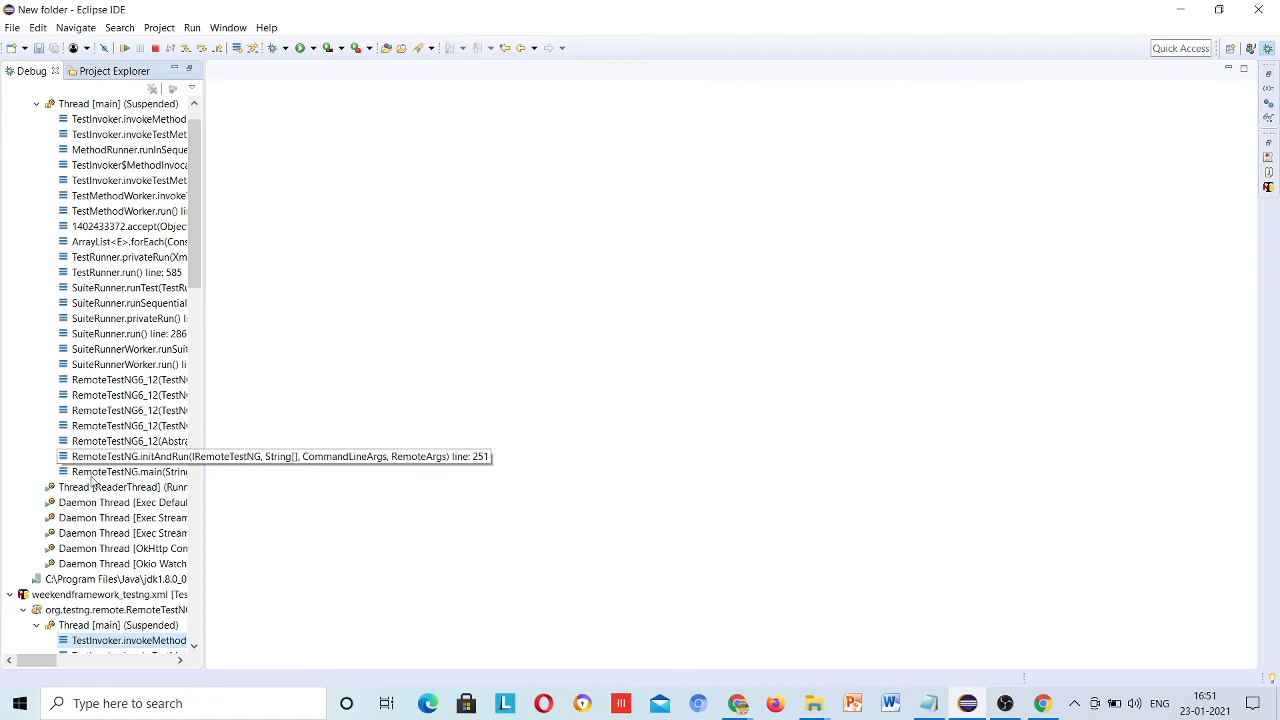 New folder - Eclipse IDE
File Edit Navigate Search Project Run Window Help
Quick Access
Debug Project Explorer
Thread [main] (Suspended)
TestInvoker.invokeMethod
TestInvoker.invokeTestMet
MethodRunner.runInSeque
TestInvoker$MethodInvoca
TestInvoker.invokeTestMet
TestMethodWorker.invoke
TestMethodWorker.run() li
1402433372.accept(Objec
ArrayList<E>.forEach(Cons
TestRunner.privateRun(Xm
TestRunner.run() line: 585
SuiteRunner.runTest(TestRu
SuiteRunner.runSequential
SuiteRunner.privateRun() l
SuiteRunner.run() line: 286
SuiteRunnerWorker.runSui
SuiteRunnerWorker.run() li
RemoteTestNG6_12(TestN
RemoteTestNG6_12(TestN
RemoteTestNG6_12(TestN
RemoteTestNG6_12(TestN
RemoteTestNG6_12(Abstra
RemoteTestNG.initAndRun(IRemoteTestNG, String[], CommandLineArgs, RemoteArgs) line: 251
RemoteTestNG.main(Strin
Thread [ReaderThread] (Runn
Daemon Thread [Exec Defau
Daemon Thread [Exec Stream
Daemon Thread [Exec Stream
Daemon Thread [OkHttp Con
Daemon Thread [Okio Watch
C:\Program Files\Java\jdk1.8.0_0
weekendframework_testng.xml [Tes
org.testng.remote.RemoteTestN
Thread [main] (Suspended)
TestInvoker.invokeMethod
Type here to search
ENG
16:51
23-01-2021